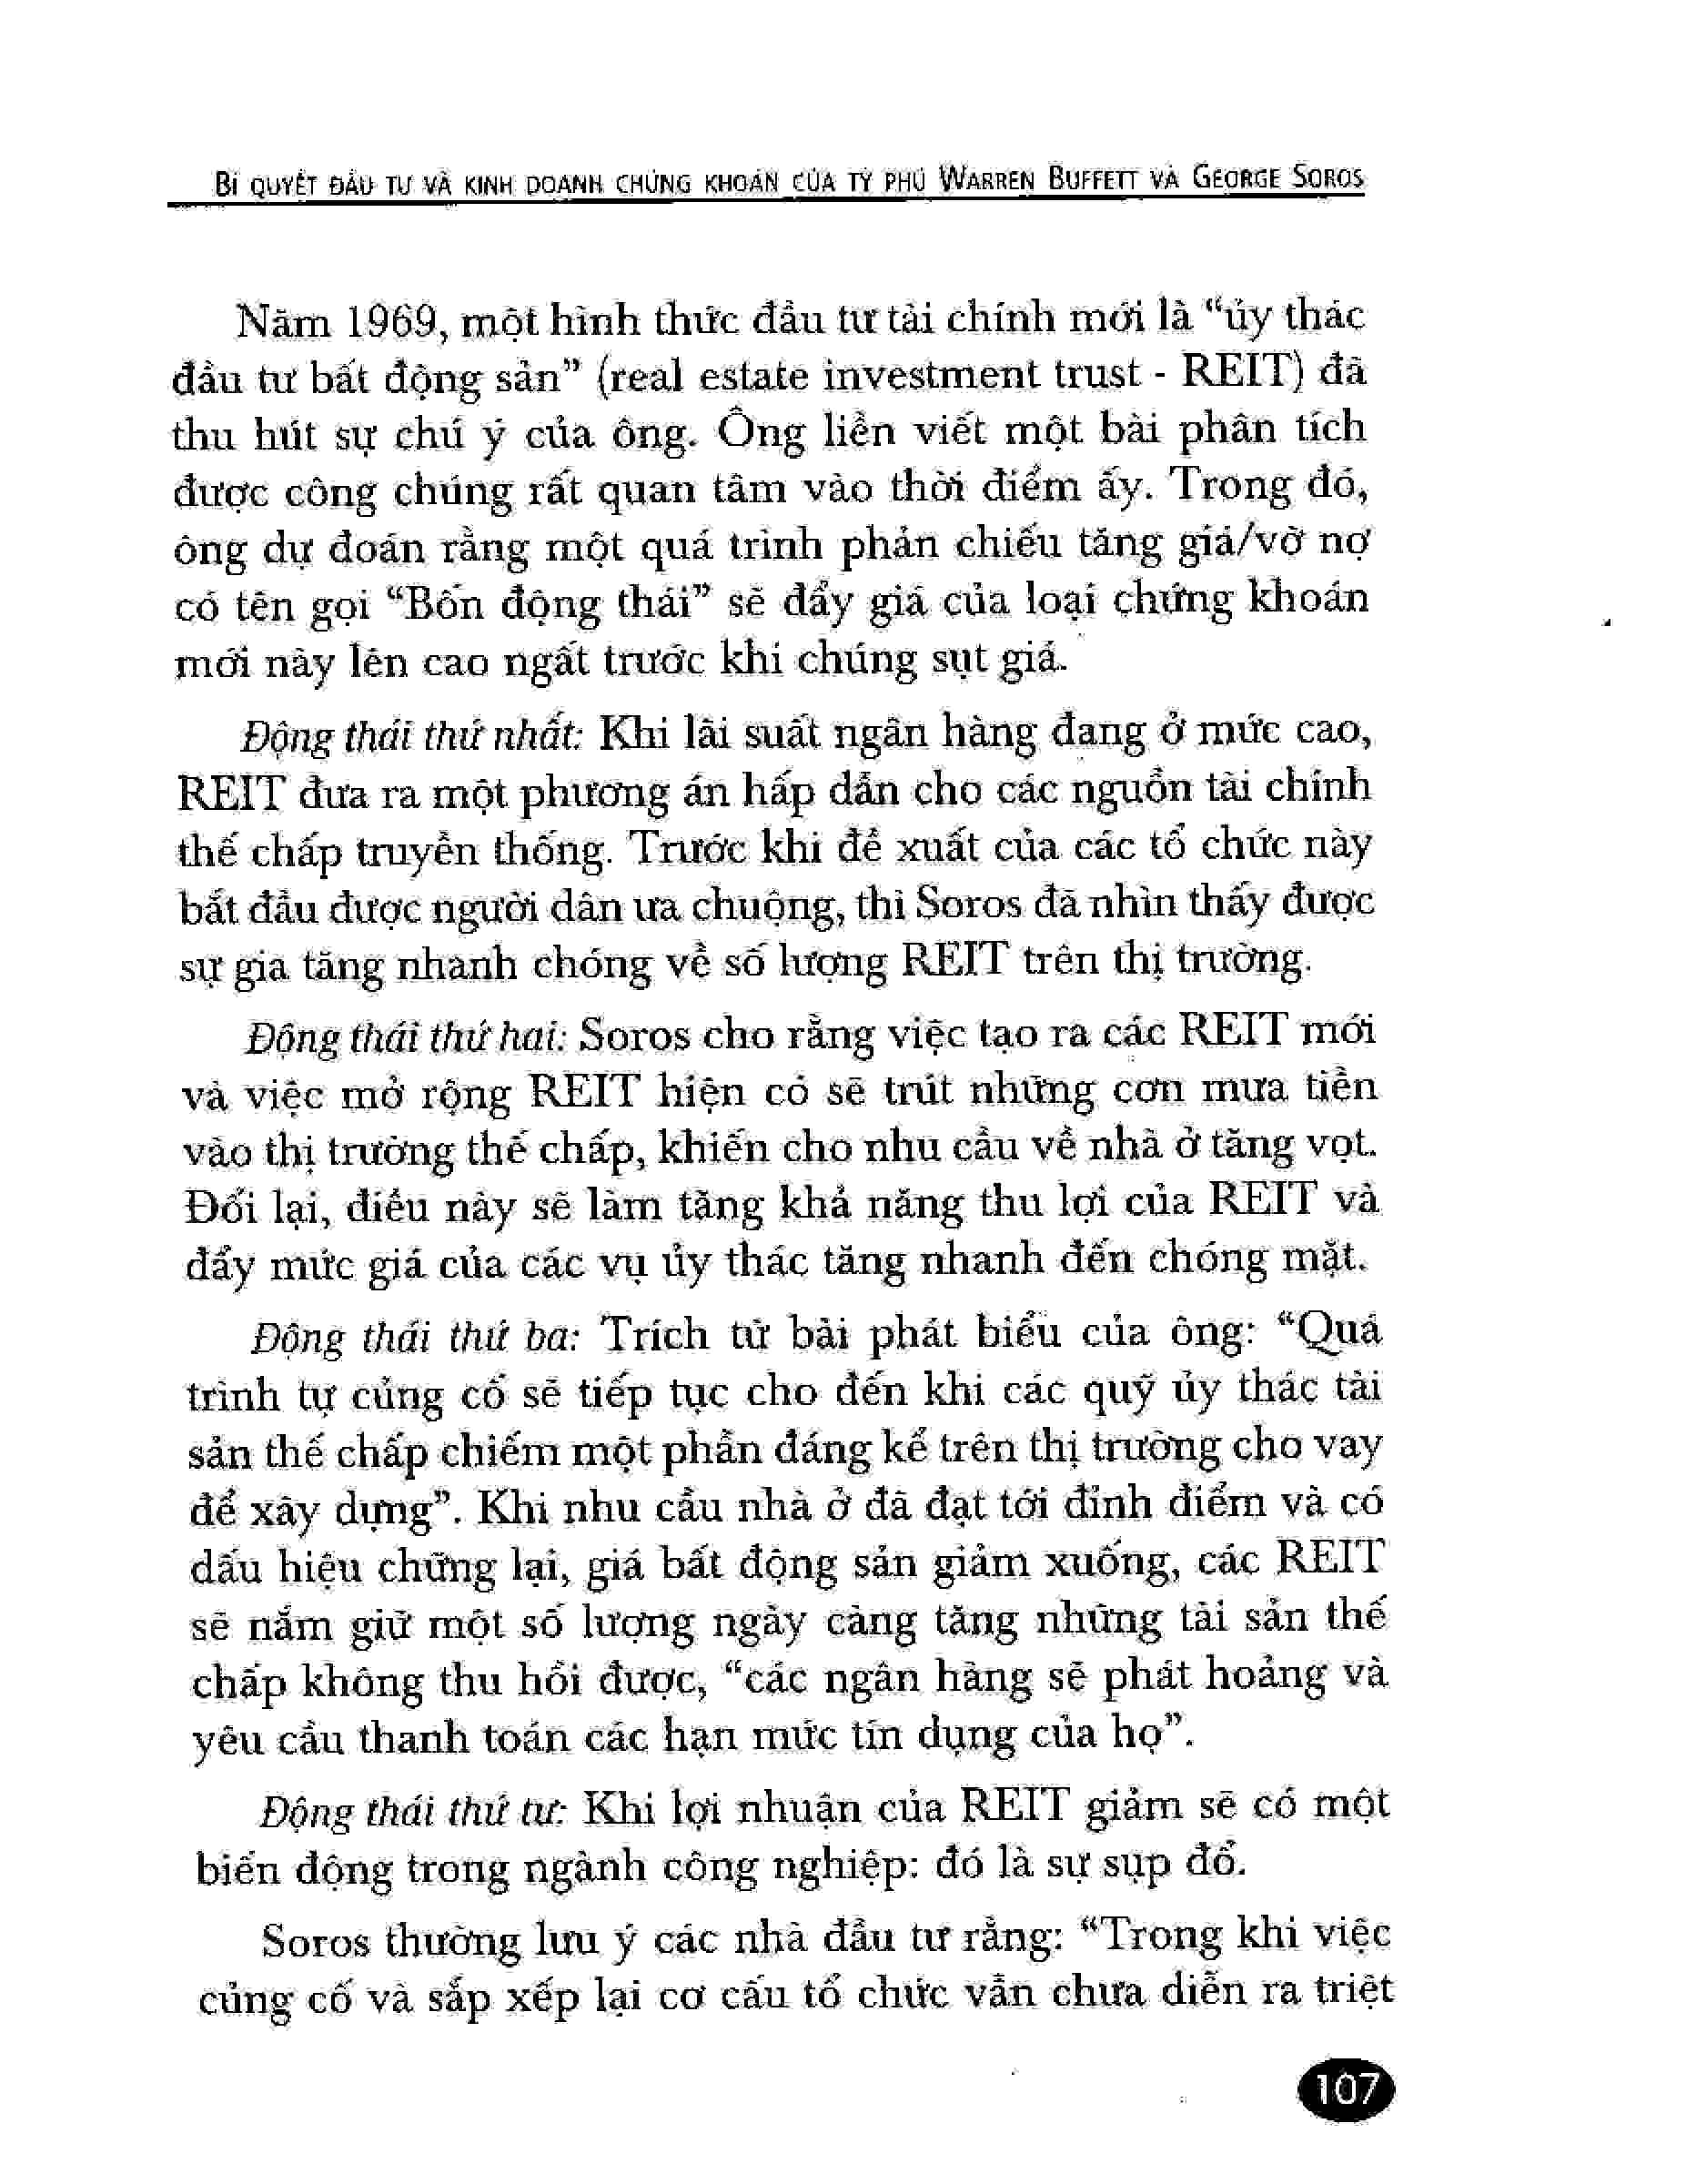 BÍ QUYẾT ĐẦU TƯ VÀ KINH DOANH CHỨNG KHOÁN CỦA TỶ PHÚ WARREN BUFFETT VÀ GEORGE SOROS
Năm 1969, một hình thức đầu tư tài chính mới là “ủy thác
đầu tư bất động sản” (real estate investment trust - REIT) đã
thu hút sự chú ý của ông. Ông liền viết một bài phân tích
được công chúng rất quan tâm vào thời điểm ấy. Trong đó,
ông dự đoán rằng một quá trình phản chiếu tăng giá/vỡ nợ
có tên gọi “Bốn động thái” sẽ đẩy giá của loại chứng khoán
mới này lên cao ngất trước khi chúng sụt giá.
Động thái thứ nhất: Khi lãi suất ngân hàng đang ở mức cao,
REIT đưa ra một phương án hấp dẫn cho các nguồn tài chính
thế chấp truyền thống. Trước khi đề xuất của các tổ chức này
bắt đầu được người dân ưa chuộng, thì Soros đã nhìn thấy được
sự gia tăng nhanh chóng về số lượng REIT trên thị trường.
Động thái thứ hai: Soros cho rằng việc tạo ra các REIT mới
và việc mở rộng REIT hiện có sẽ trút những cơn mưa tiền
vào thị trường thế chấp, khiến cho nhu cầu về nhà ở tăng vọt.
Đổi lại, điều này sẽ làm tăng khả năng thu lợi của REIT và
đẩy mức giá của các vụ ủy thác tăng nhanh đến chóng mặt.
Động thái thứ ba: Trích từ bài phát biểu của ông: “Quá
trình tự củng cố sẽ tiếp tục cho đến khi các quỹ ủy thác tài
sản thế chấp chiếm một phần đáng kể trên thị trường cho vay
để xây dựng”. Khi nhu cầu nhà ở đã đạt tới đỉnh điểm và có
dấu hiệu chững lại, giá bất động sản giảm xuống, các REIT
sẽ nắm giữ một số lượng ngày càng tăng những tài sản thế
chấp không thu hồi được, “các ngân hàng sẽ phát hoảng và
yêu cầu thanh toán các hạn mức tín dụng của họ”.
Động thái thứ tư: Khi lợi nhuận của REIT giảm sẽ có một
biến động trong ngành công nghiệp: đó là sự sụp đổ.
Soros thường lưu ý các nhà đầu tư rằng: “Trong khi việc
củng cố và sắp xếp lại cơ cấu tổ chức vẫn chưa diễn ra triệt
107